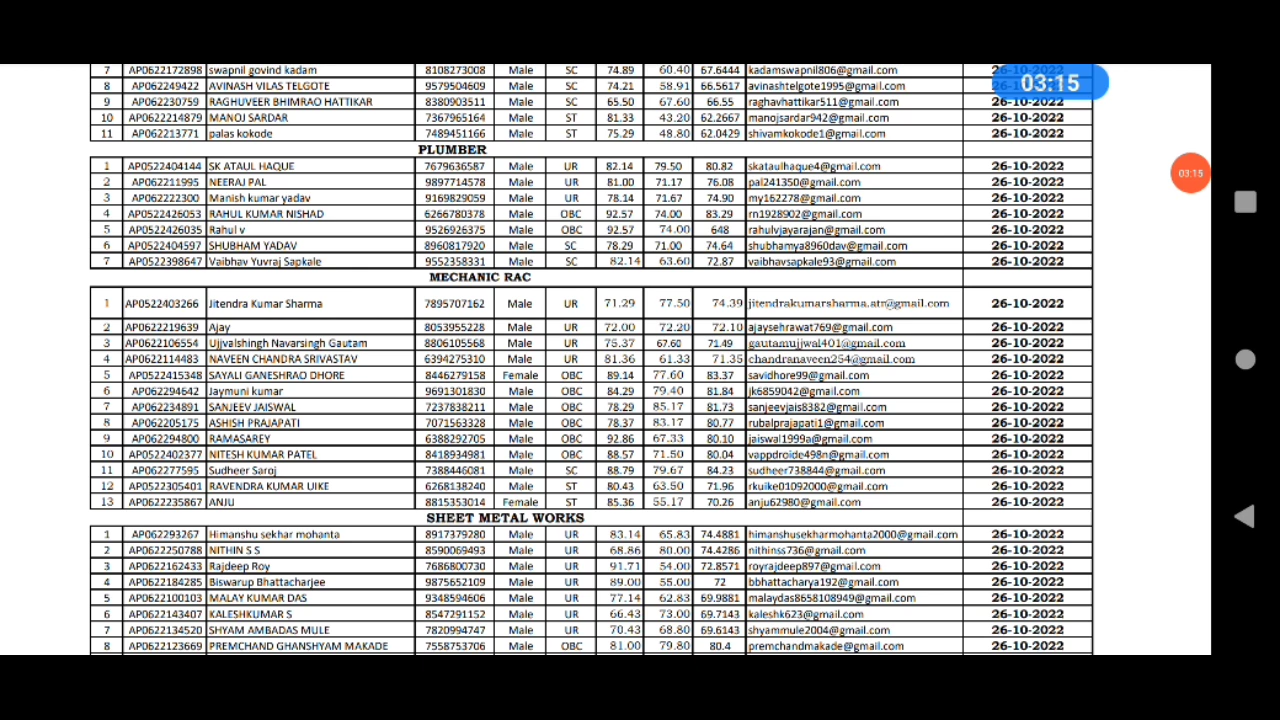 7 AP0622172898 swapnil govind kadam 8108273008 Male SC 74.89 60.40 67.6444 kadamswapnil806@gmail.com
03:15
8 AP062249422 AVINASH VILAS TELGOTE 9579504609 Male SC 74.21 58.91 66.5617 avinashtelgote1995@gmail.com
9 AP062230759 RAGHUVEER BHIMRAO HATTIKAR 8380903511 Male SC 65.50 67.60 66.55 raghavhattikar511@gmail.com 26-10-2022
10 AP0622214879 MANOJ SARDAR 7367965164 Male ST 81.33 43.20 62.2667 manojsardar942@gmail.com 26-10-2022
11 AP062213771 palas kokode 7489451166 Male ST 75.29 48.80 62.0429 shivamkokode1@gmail.com 26-10-2022
PLUMBER
1 AP0522404144 SK ATAUL HAQUE 7679636587 Male UR 82.14 79.50 80.82 skataulhaque4@gmail.com 26-10-2022
03:15
2 AP062211995 NEERAJ PAL 9897714578 Male UR 81.00 71.17 76.08 pal241350@gmail.com 26-10-2022
3 AP062222300 Manish kumar yadav 9169829059 Male UR 78.14 71.67 74.90 my162278@gmail.com 26-10-2022
4 AP0522426053 RAHUL KUMAR NISHAD 6266780378 Male OBC 92.57 74.00 83.29 rn1928902@gmail.com 26-10-2022
5 AP0522426035 Rahul v 9526926375 Male OBC 92.57 74.00 648 rahulvjayarajan@gmail.com 26-10-2022
6 AP0522404597 SHUBHAM YADAV 8960817920 Male SC 78.29 71.00 74.64 shubhamya8960dav@gmail.com 26-10-2022
7 AP0522398647 Vaibhav Yuvraj Sapkale 9552358331 Male SC 82.14 63.60 72.87 vaibhavsapkale93@gmail.com 26-10-2022
MECHANIC RAC
1 AP0522403266 Jitendra Kumar Sharma 7895707162 Male UR 71.29 77.50 74.39 jitendrakumarsharma.atr@gmail.com 26-10-2022
2 AP0622219639 Ajay 8053955228 Male UR 72.00 72.20 72.10 ajaysehrawat769@gmail.com 26-10-2022
3 AP0622106554 Ujjvalshingh Navarsingh Gautam 8806105568 Male UR 75.37 67.60 71.49 gautamujjwal401@gmail.com 26-10-2022
4 AP0622114483 NAVEEN CHANDRA SRIVASTAV 6394275310 Male UR 81.36 61.33 71.35 chandranaveen254@gmail.com 26-10-2022
5 AP0522415348 SAYALI GANESHRAO DHORE 8446279158 Female OBC 89.14 77.60 83.37 savidhore99@gmail.com 26-10-2022
6 AP062294642 Jaymuni kumar 9691301830 Male OBC 84.29 79.40 81.84 jk6859042@gmail.com 26-10-2022
7 AP062234891 SANJEEV JAISWAL 7237838211 Male OBC 78.29 85.17 81.73 sanjeevjais8382@gmail.com 26-10-2022
8 AP062205175 ASHISH PRAJAPATI 7071563328 Male OBC 78.37 83.17 80.77 rubalprajapati1@gmail.com 26-10-2022
9 AP062294800 RAMASAREY 6388292705 Male OBC 92.86 67.33 80.10 jaiswal1999a@gmail.com 26-10-2022
10 AP0522402377 NITESH KUMAR PATEL 8418934981 Male OBC 88.57 71.50 80.04 vappdroide498n@gmail.com 26-10-2022
11 AP062277595 Sudheer Saroj 7388446081 Male SC 88.79 79.67 84.23 sudheer738844@gmail.com 26-10-2022
12 AP0522305401 RAVENDRA KUMAR UIKE 6268138240 Male ST 80.43 63.50 71.96 rkuike01092000@gmail.com 26-10-2022
13 AP0622235867 ANJU 8815353014 Female ST 85.36 55.17 70.26 anju62980@gmail.com 26-10-2022
SHEET METAL WORKS
1 AP062293267 Himanshu sekhar mohanta 8917379280 Male UR 83.14 65.83 74.4881 himanshusekharmohanta2000@gmail.com 26-10-2022
2 AP0622250788 NITHIN S S 8590069493 Male UR 68.86 80.00 74.4286 nithinss736@gmail.com 26-10-2022
3 AP0622162433 Rajdeep Roy 7686800730 Male UR 91.71 54.00 72.8571 royrajdeep897@gmail.com 26-10-2022
4 AP0622184285 Biswarup Bhattacharjee 9875652109 Male UR 89.00 55.00 72 bbhattacharya192@gmail.com 26-10-2022
5 AP0622100103 MALAY KUMAR DAS 9348594606 Male UR 77.14 62.83 69.9881 malaydas8658108949@gmail.com 26-10-2022
6 AP0622143407 KALESHKUMAR S 8547291152 Male UR 66.43 73.00 69.7143 kaleshk623@gmail.com 26-10-2022
7 AP0622134520 SHYAM AMBADAS MULE 7820994747 Male UR 70.43 68.80 69.6143 shyammule2004@gmail.com 26-10-2022
8 AP0622123669 PREMCHAND GHANSHYAM MAKADE 7558753706 Male OBC 81.00 79.80 80.4 premchandmakade@gmail.com 26-10-2022